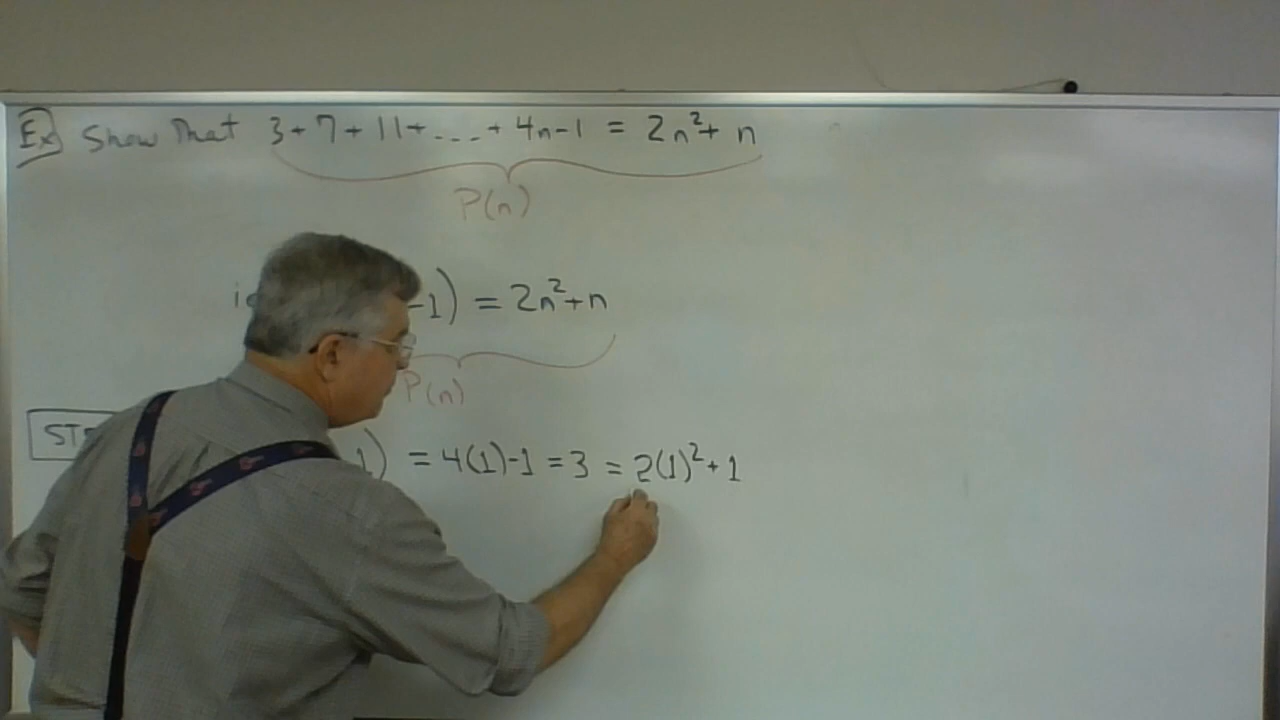 Ex Show That 3+7+11+...+4n-1 = 2n²+n
P(n)
-1) = 2n²+n
P(n)
1) = 4(1)-1 = 3 = 2(1)²+1